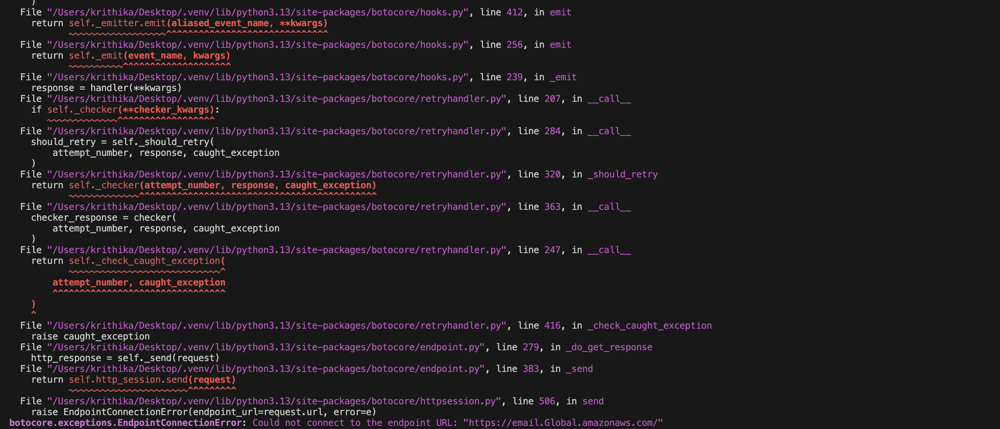 )
File "/Users/krithika/Desktop/.venv/lib/python3.13/site-packages/botocore/hooks.py", line 412, in emit
return self._emitter.emit(aliased_event_name, **kwargs)
~~~~~~~~~~~~~~~~~~^^^^^^^^^^^^^^^^^^^^^^^^^^^^^^
File "/Users/krithika/Desktop/.venv/lib/python3.13/site-packages/botocore/hooks.py", line 256, in emit
return self._emit(event_name, kwargs)
~~~~~~~~~~^^^^^^^^^^^^^^^^^^^^
File "/Users/krithika/Desktop/.venv/lib/python3.13/site-packages/botocore/hooks.py", line 239, in _emit
response = handler(**kwargs)
File "/Users/krithika/Desktop/.venv/lib/python3.13/site-packages/botocore/retryhandler.py", line 207, in __call__
if self._checker(**checker_kwargs):
~~~~~~~~~~~~~^^^^^^^^^^^^^^^^^^
File "/Users/krithika/Desktop/.venv/lib/python3.13/site-packages/botocore/retryhandler.py", line 284, in __call__
should_retry = self._should_retry(
attempt_number, response, caught_exception
)
File "/Users/krithika/Desktop/.venv/lib/python3.13/site-packages/botocore/retryhandler.py", line 320, in _should_retry
return self._checker(attempt_number, response, caught_exception)
~~~~~~~~~~~~~^^^^^^^^^^^^^^^^^^^^^^^^^^^^^^^^^^^^^^^^^^^^
File "/Users/krithika/Desktop/.venv/lib/python3.13/site-packages/botocore/retryhandler.py", line 363, in __call__
checker_response = checker(
attempt_number, response, caught_exception
)
File "/Users/krithika/Desktop/.venv/lib/python3.13/site-packages/botocore/retryhandler.py", line 247, in __call__
return self._check_caught_exception(
~~~~~~~~~~~~~~~~~~~~~~~~~~~~^
attempt_number, caught_exception
^^^^^^^^^^^^^^^^^^^^^^^^^^^^^^^^
)
^
File "/Users/krithika/Desktop/.venv/lib/python3.13/site-packages/botocore/retryhandler.py", line 416, in _check_caught_exception
raise caught_exception
File "/Users/krithika/Desktop/.venv/lib/python3.13/site-packages/botocore/endpoint.py", line 279, in _do_get_response
http_response = self._send(request)
File "/Users/krithika/Desktop/.venv/lib/python3.13/site-packages/botocore/endpoint.py", line 383, in _send
return self.http_session.send(request)
~~~~~~~~~~~~~~~~~~~~~~^^^^^^^^^
File "/Users/krithika/Desktop/.venv/lib/python3.13/site-packages/botocore/httpsession.py", line 506, in send
raise EndpointConnectionError(endpoint_url=request.url, error=e)
botocore.exceptions.EndpointConnectionError: Could not connect to the endpoint URL: "https://email.Global.amazonaws.com/"